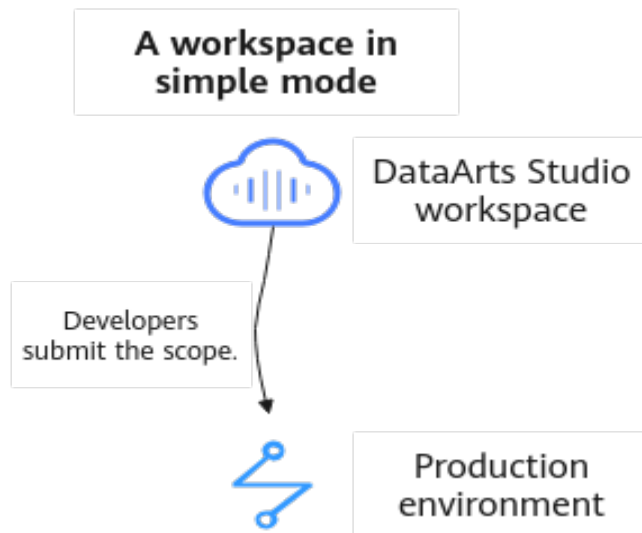 A workspace in
simple mode
DataArts Studio
workspace
Developers
submit the scope.
Production
environment